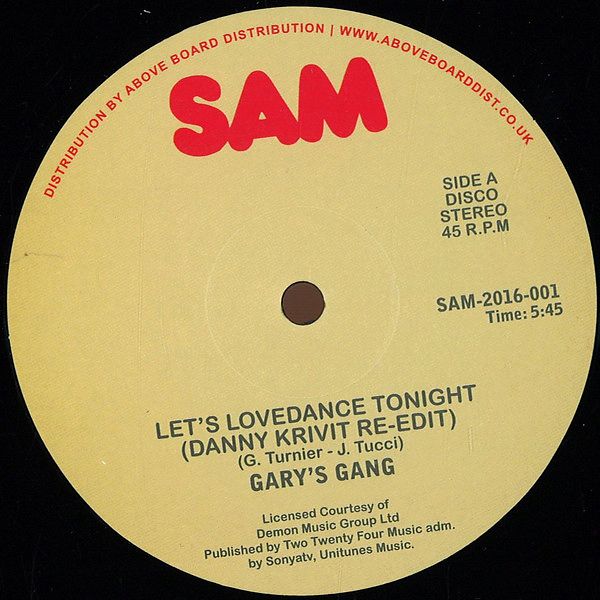 DISTRIBUTION BY ABOVE BOARD DISTRIBUTION | WWW.ABOVEBOARDDIST.CO.UK
SAM
SIDE A
DISCO
STEREO
45 R.P.M
SAM-2016-001
Time: 5:45
LET'S LOVEDANCE TONIGHT
(DANNY KRIVIT RE-EDIT)
(G. Turnier - J. Tucci)
GARY'S GANG
Licensed Courtesy of
Demon Music Group Ltd
Published by Two Twenty Four Music adm.
by Sonyatv, Unitunes Music.